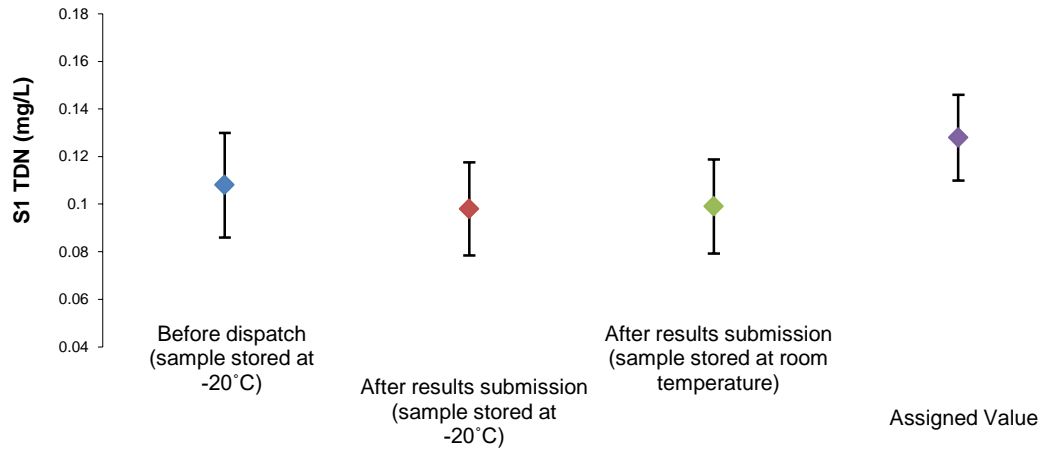 S1 TDN (mg/L)
0.18
0.16
0.14
0.12
0.1
0.08
0.06
0.04
Before dispatch
(sample stored at
-20˚C)
After results submission
(sample stored at
-20˚C)
After results submission
(sample stored at room
temperature)
Assigned Value